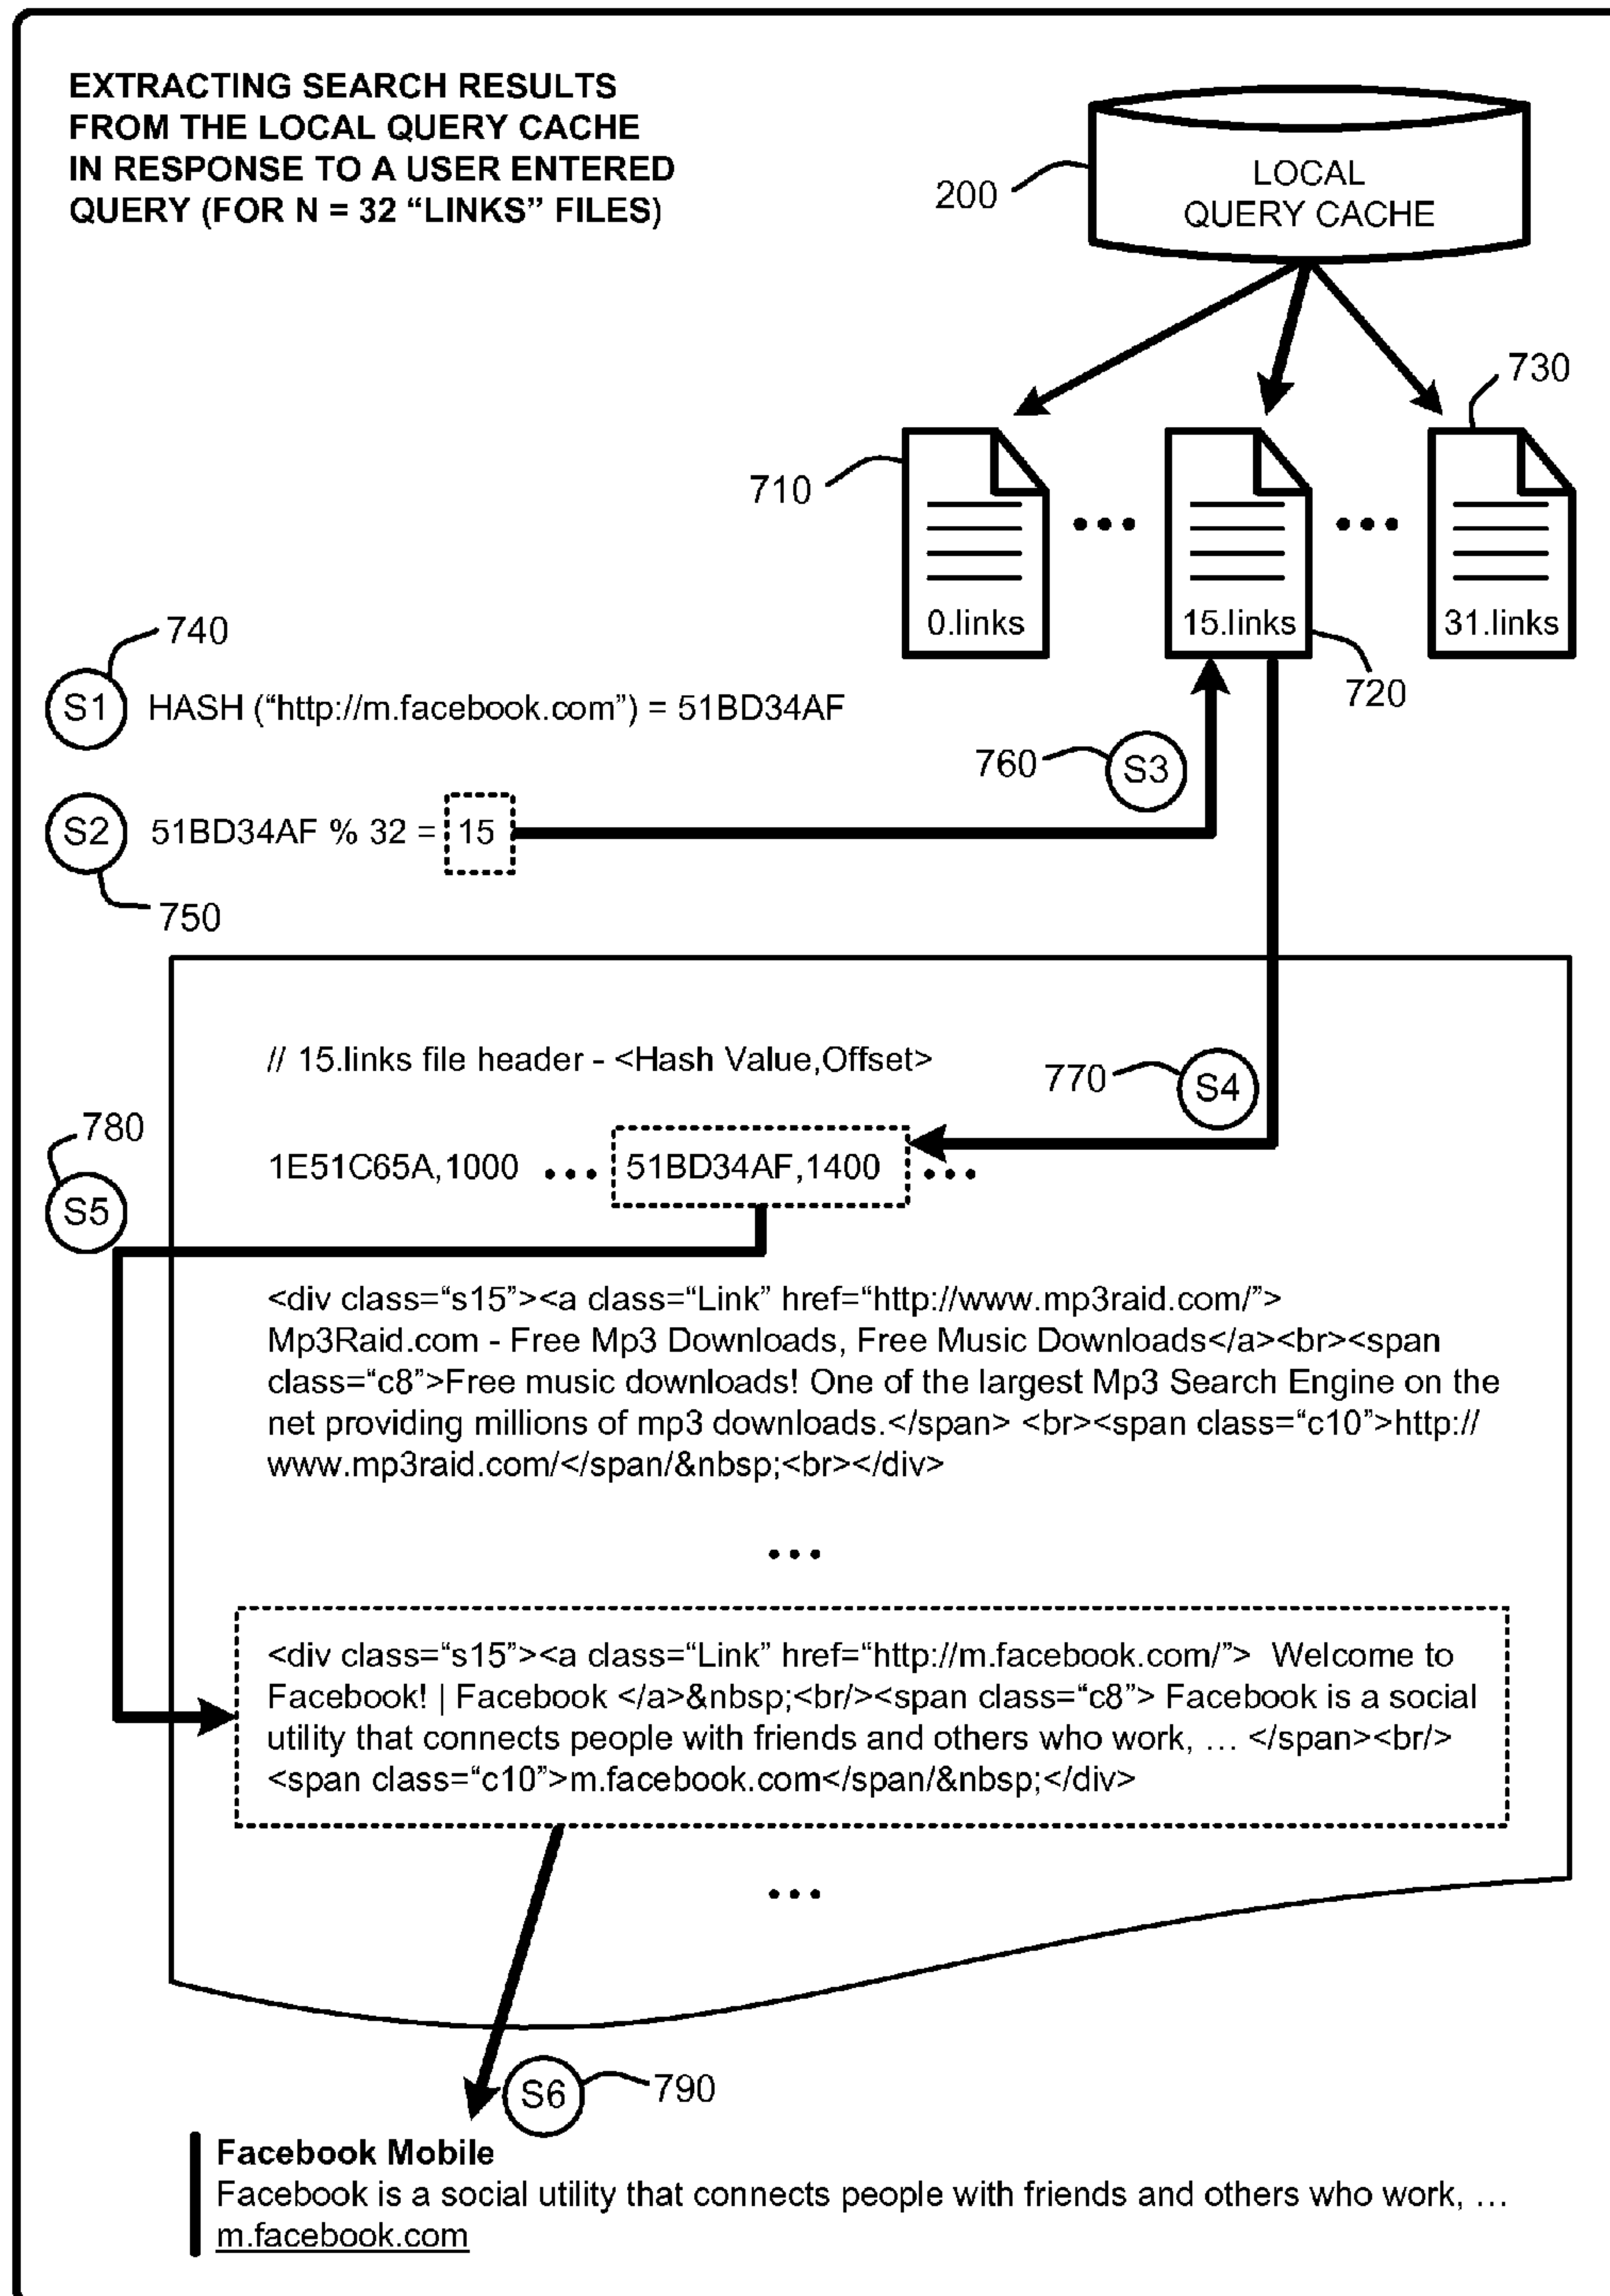 EXTRACTING SEARCH RESULTS
FROM THE LOCAL QUERY CACHE
IN RESPONSE TO A USER ENTERED
QUERY (FOR N = 32 “LINKS” FILES)
200
LOCAL
QUERY CACHE
730
710
0.links
15.links
31.links
720
740
S1 HASH (“http://m.facebook.com”) = 51BD34AF
760 S3
S2 51BD34AF % 32 = 15
750
// 15.links file header - <Hash Value,Offset>
770 S4
780
1E51C65A,1000 ••• 51BD34AF,1400 •••
S5
<div class=“s15”><a class=“Link” href=“http://www.mp3raid.com/”>
Mp3Raid.com - Free Mp3 Downloads, Free Music Downloads</a><br><span
class=“c8”>Free music downloads! One of the largest Mp3 Search Engine on the
net providing millions of mp3 downloads.</span> <br><span class=“c10”>http://
www.mp3raid.com/</span/&nbsp;<br></div>
•••
<div class=“s15”><a class=“Link” href=“http://m.facebook.com/”>  Welcome to
Facebook! | Facebook </a>&nbsp;<br/><span class=“c8”> Facebook is a social
utility that connects people with friends and others who work, … </span><br/>
<span class=“c10”>m.facebook.com</span/&nbsp;</div>
•••
S6 790
Facebook Mobile
Facebook is a social utility that connects people with friends and others who work, …
m.facebook.com